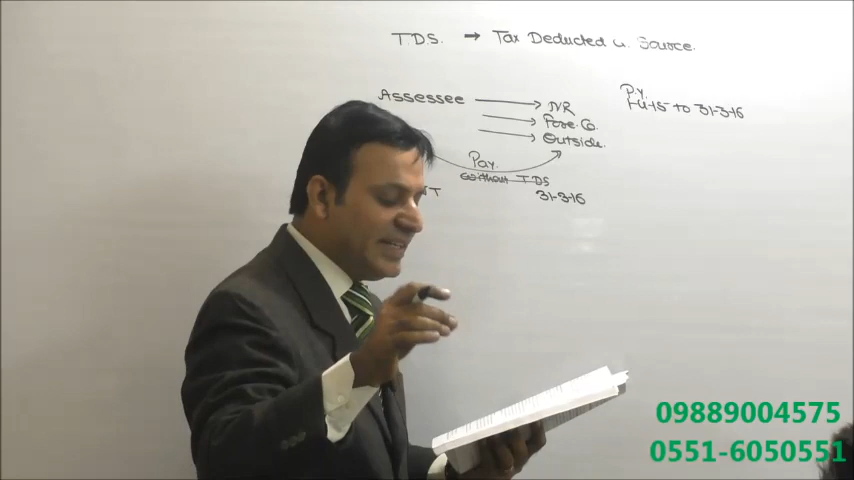 T.D.S. → Tax Deducted Source.
Assessee → NR
→ Fore. Co.
→ Outside.
P.Y.
1-4-15 to 31-3-16
Pay
Without TDS
31-3-16
NT
09889004575
0551-6050551